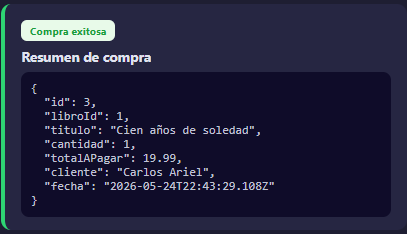 Compra exitosa
Resumen de compra
{
  "id": 3,
  "libroId": 1,
  "titulo": "Cien años de soledad",
  "cantidad": 1,
  "totalAPagar": 19.99,
  "cliente": "Carlos Ariel",
  "fecha": "2026-05-24T22:43:29.108Z"
}